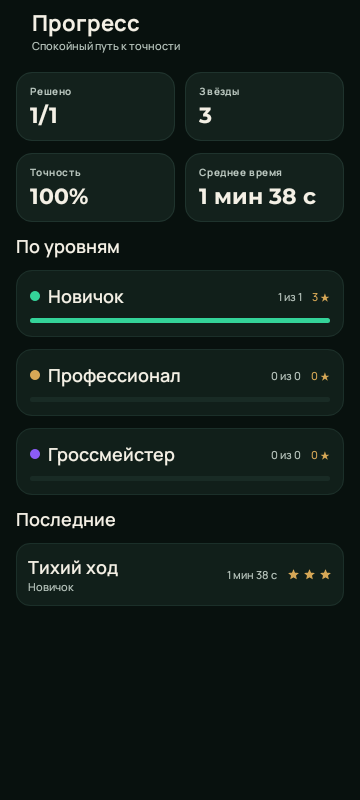 Прогресс
Спокойный путь к точности
Решено
1/1
Звёзды
3
Точность
100%
Среднее время
1 мин 38 с
По уровням
Новичок 1 из 1 3 ★
Профессионал 0 из 0 0 ★
Гроссмейстер 0 из 0 0 ★
Последние
Тихий ход
Новичок
1 мин 38 с ★ ★ ★